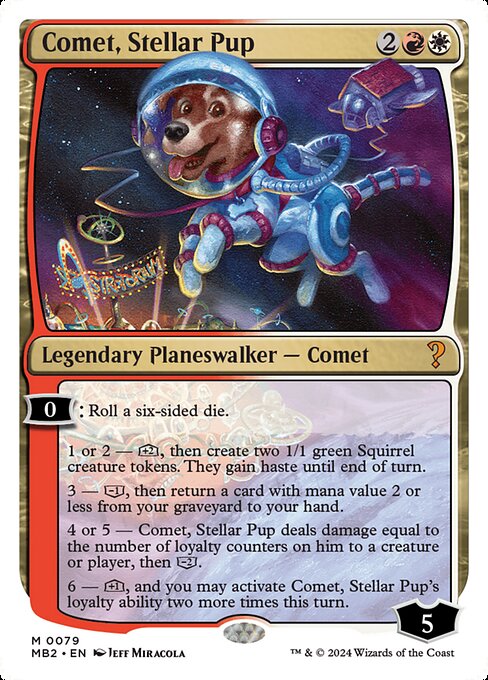 Comet, Stellar Pup 2
ASTROTORIUM
Legendary Planeswalker — Comet
0 : Roll a six-sided die.
1 or 2 — +2, then create two 1/1 green Squirrel
creature tokens. They gain haste until end of turn.
3 — -1, then return a card with mana value 2 or
less from your graveyard to your hand.
4 or 5 — Comet, Stellar Pup deals damage equal to
the number of loyalty counters on him to a creature
or player, then -2.
6 — +1, and you may activate Comet, Stellar Pup's
loyalty ability two more times this turn.
5
M 0079
MB2 • EN Jeff Miracola
™ & © 2024 Wizards of the Coast